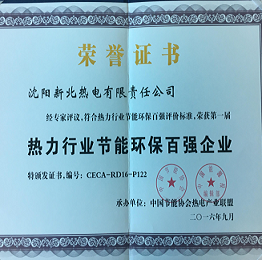 荣誉证书
沈阳新北热电有限责任公司
经专家评议,符合热力行业节能环保百强评价标准,荣获第一届
热力行业节能环保百强企业
特颁发证书.编号:CECA-RD16-P122
承办单位:中国节能协会热电产业联盟
二〇一六年九月